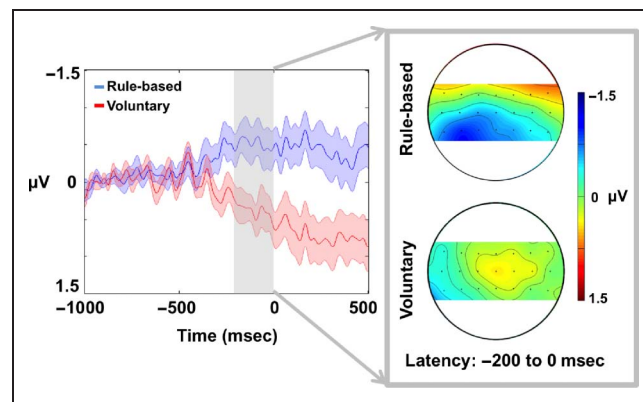 −1.5
Rule-based
Voluntary
μV
0
1.5
−1000
−500
0
500
Time (msec)
Rule-based
Voluntary
−1.5
0
μV
1.5
Latency: −200 to 0 msec